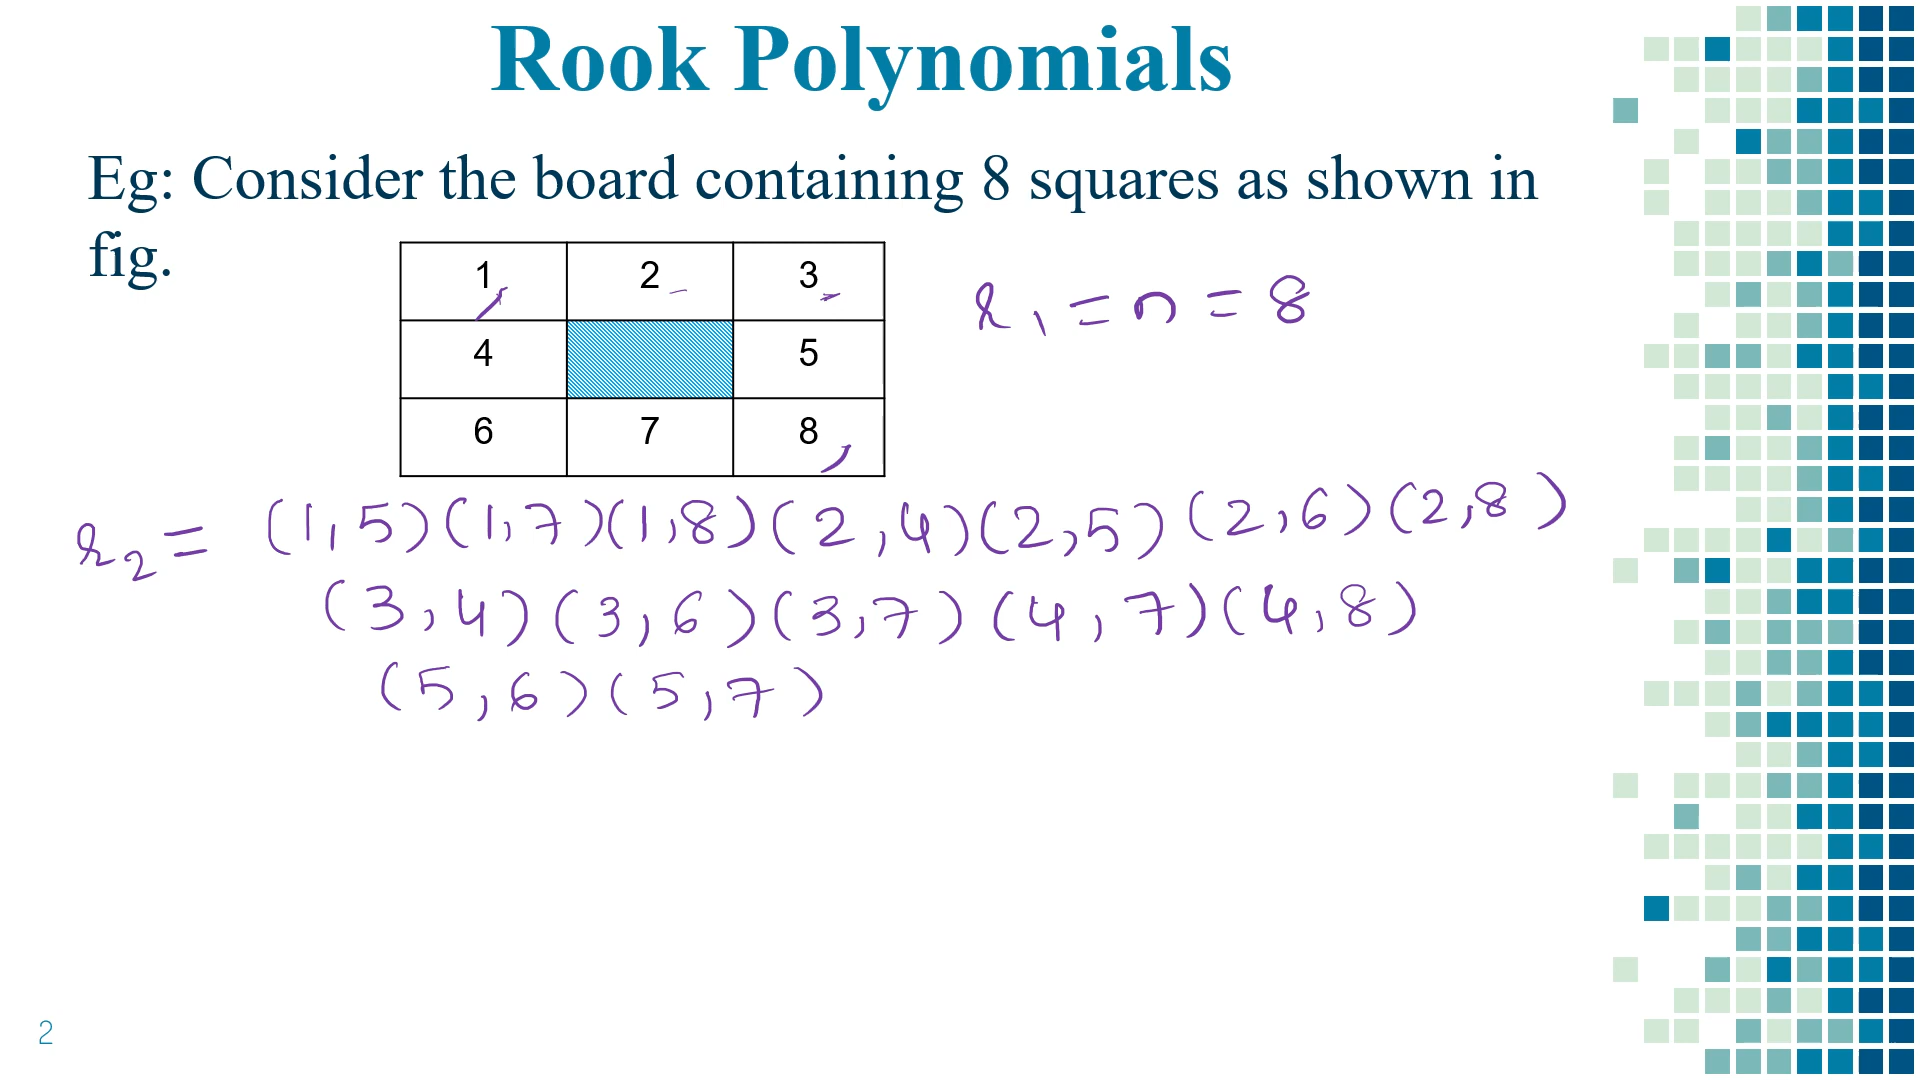 Rook Polynomials
Eg: Consider the board containing 8 squares as shown in
fig.
1 2 3
r₁ = n = 8
4 5
6 7 8
r₂ = (1,5)(1,7)(1,8)(2,4)(2,5)(2,6)(2,8)
(3,4)(3,6)(3,7)(4,7)(4,8)
(5,6)(5,7)
2